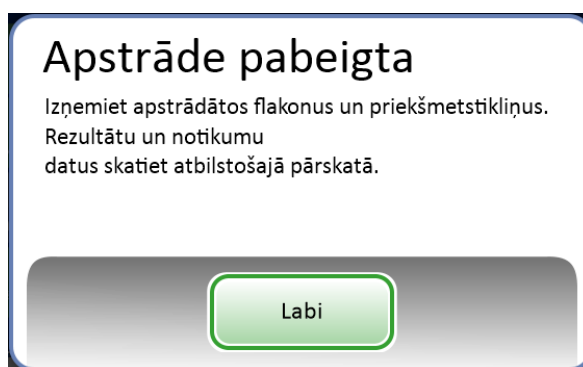 Apstrāde pabeigta
Izņemiet apstrādātos flakonus un priekšmetstikliņus.
Rezultātu un notikumu
datus skatiet atbilstošajā pārskatā.
Labi